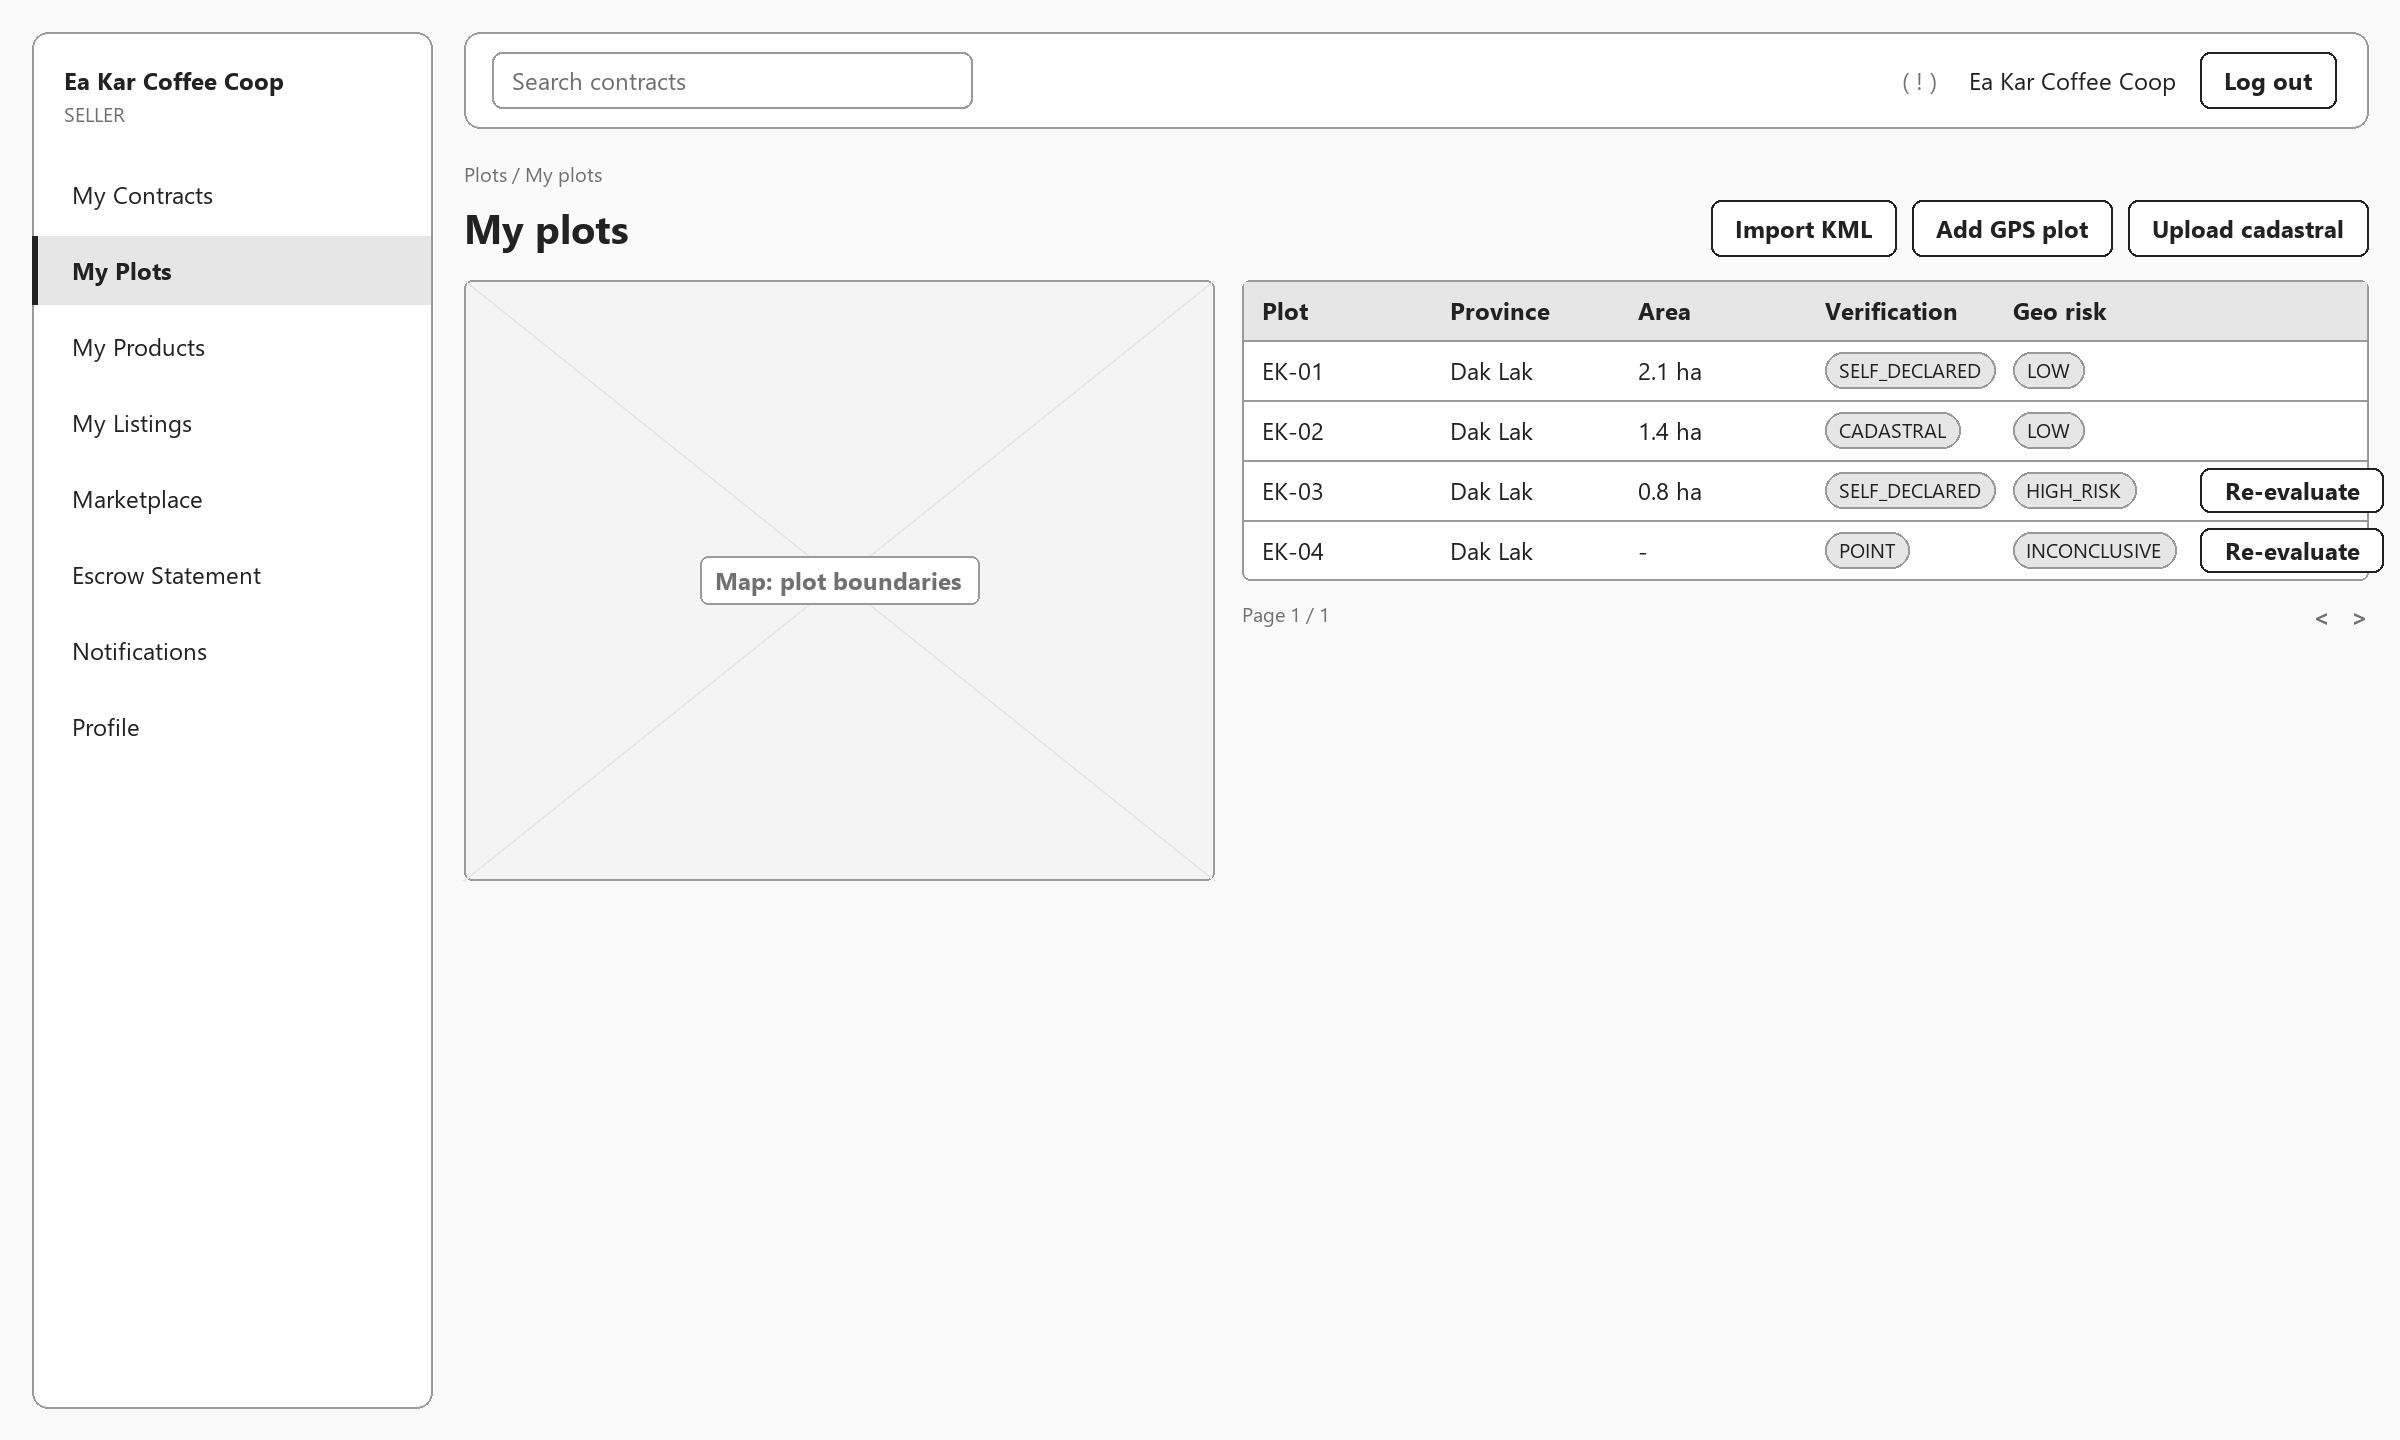 Ea Kar Coffee Coop
SELLER
My Contracts
My Plots
My Products
My Listings
Marketplace
Escrow Statement
Notifications
Profile
Search contracts
( ! ) Ea Kar Coffee Coop Log out
Plots / My plots
My plots
Import KML Add GPS plot Upload cadastral
Map: plot boundaries
Plot Province Area Verification Geo risk
EK-01 Dak Lak 2.1 ha SELF_DECLARED LOW
EK-02 Dak Lak 1.4 ha CADASTRAL LOW
EK-03 Dak Lak 0.8 ha SELF_DECLARED HIGH_RISK Re-evaluate
EK-04 Dak Lak - POINT INCONCLUSIVE Re-evaluate
Page 1 / 1 < >